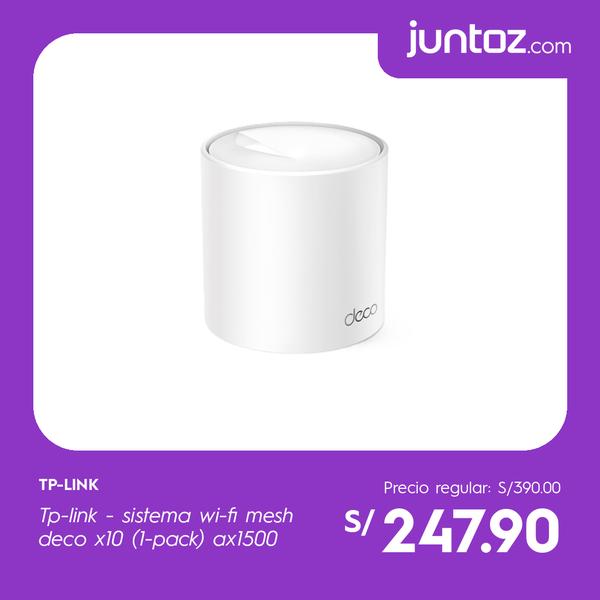 juntoz.com
deco
TP-LINK
Tp-link - sistema wi-fi mesh
deco x10 (1-pack) ax1500
Precio regular: S/390.00
S/ 247.90